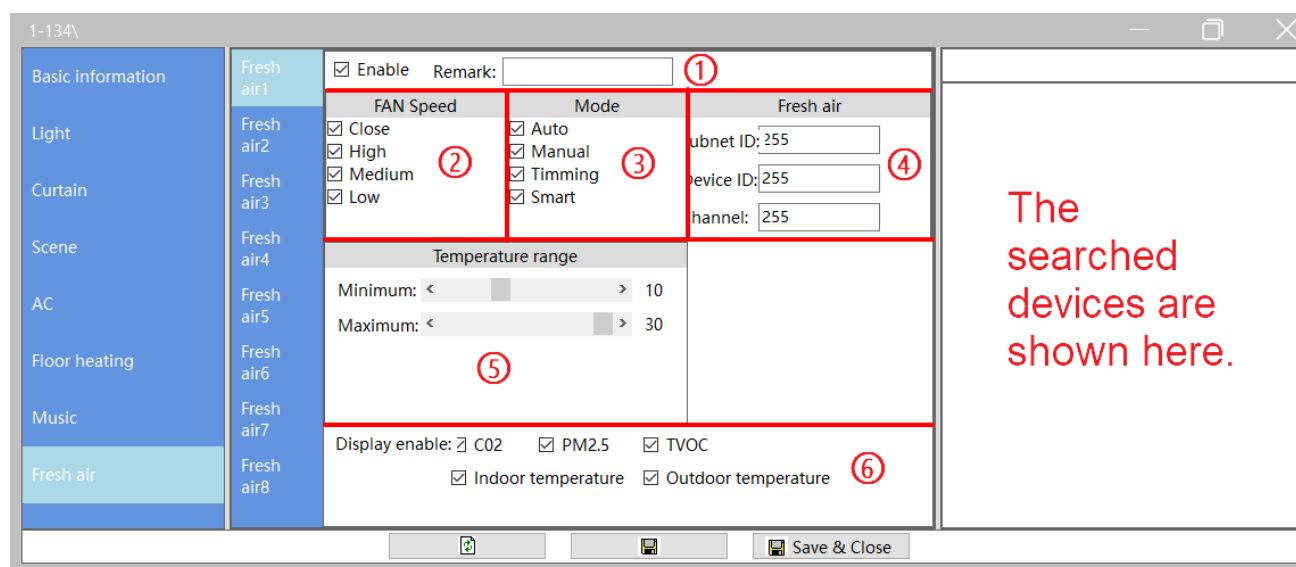 1-134\
Basic information
Light
Curtain
Scene
AC
Floor heating
Music
Fresh air
Fresh
air1
Fresh
air2
Fresh
air3
Fresh
air4
Fresh
air5
Fresh
air6
Fresh
air7
Fresh
air8
Enable Remark: ①
FAN Speed
Close
High
Medium
Low
②
Mode
Auto
Manual
Timming
Smart
③
Fresh air
ubnet ID: 255
Device ID: 255
hannel: 255
④
Temperature range
Minimum: < > 10
Maximum: < > 30
⑤
Display enable: C02 PM2.5 TVOC
Indoor temperature Outdoor temperature
⑥
Save & Close
The
searched
devices are
shown here.